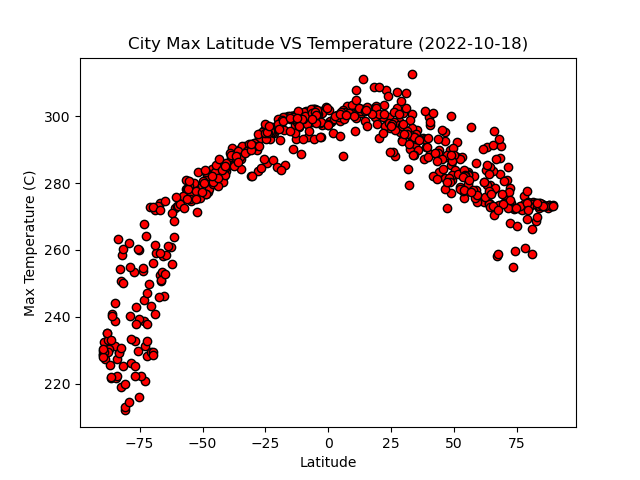 City Max Latitude VS Temperature (2022-10-18)
Max Temperature (C)
300
280
260
240
220
−75 −50 −25 0 25 50 75
Latitude